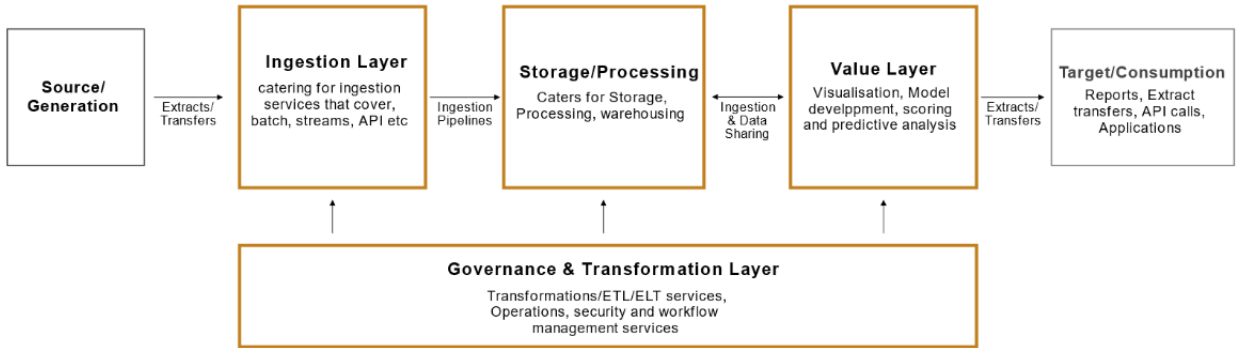 Source/
Generation
Extracts/
Transfers
Ingestion Layer
catering for ingestion
services that cover,
batch, streams, API etc
Ingestion
Pipelines
Storage/Processing
Caters for Storage,
Processing, warehousing
Ingestion
& Data
Sharing
Value Layer
Visualisation, Model
develppment, scoring
and predictive analysis
Extracts/
Transfers
Target/Consumption
Reports, Extract
transfers, API calls,
Applications
Governance & Transformation Layer
Transformations/ETL/ELT services,
Operations, security and workflow
management services